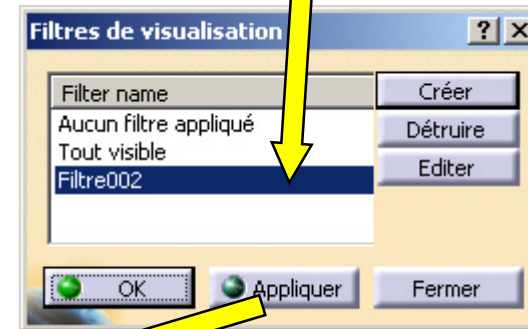 Filtres de visualisation
Filter name
Créer
Aucun filtre appliqué
Détruire
Tout visible
Editer
Filtre002
OK
Appliquer
Fermer